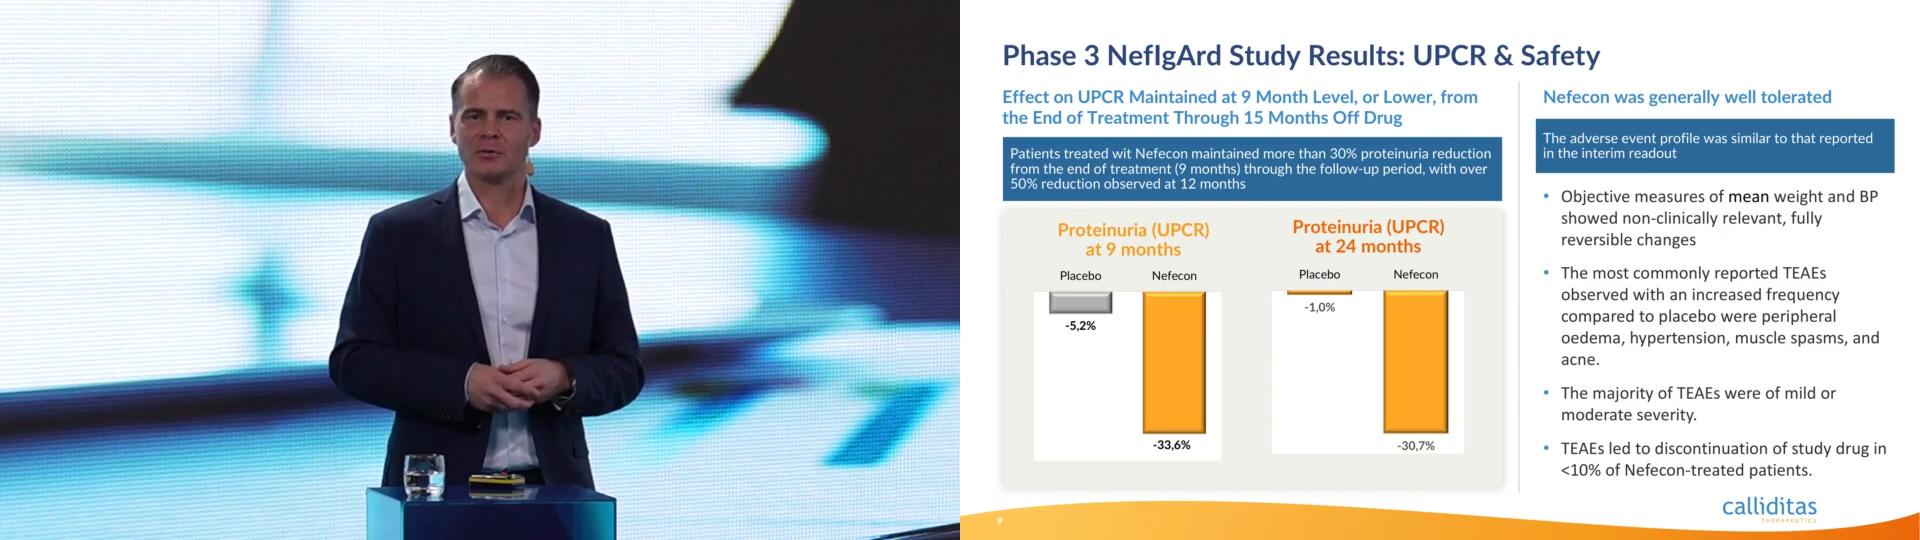 Phase 3 NefIgArd Study Results: UPCR & Safety
Effect on UPCR Maintained at 9 Month Level, or Lower, from
the End of Treatment Through 15 Months Off Drug
Patients treated wit Nefecon maintained more than 30% proteinuria reduction
from the end of treatment (9 months) through the follow-up period, with over
50% reduction observed at 12 months
Proteinuria (UPCR)
at 9 months
Placebo
Nefecon
-5,2%
-33,6%
Proteinuria (UPCR)
at 24 months
Placebo
Nefecon
-1,0%
-30,7%
Nefecon was generally well tolerated
The adverse event profile was similar to that reported
in the interim readout
• Objective measures of mean weight and BP
showed non-clinically relevant, fully
reversible changes
• The most commonly reported TEAEs
observed with an increased frequency
compared to placebo were peripheral
oedema, hypertension, muscle spasms, and
acne.
• The majority of TEAEs were of mild or
moderate severity.
• TEAEs led to discontinuation of study drug in
<10% of Nefecon-treated patients.
9
calliditas
THERAPEUTICS